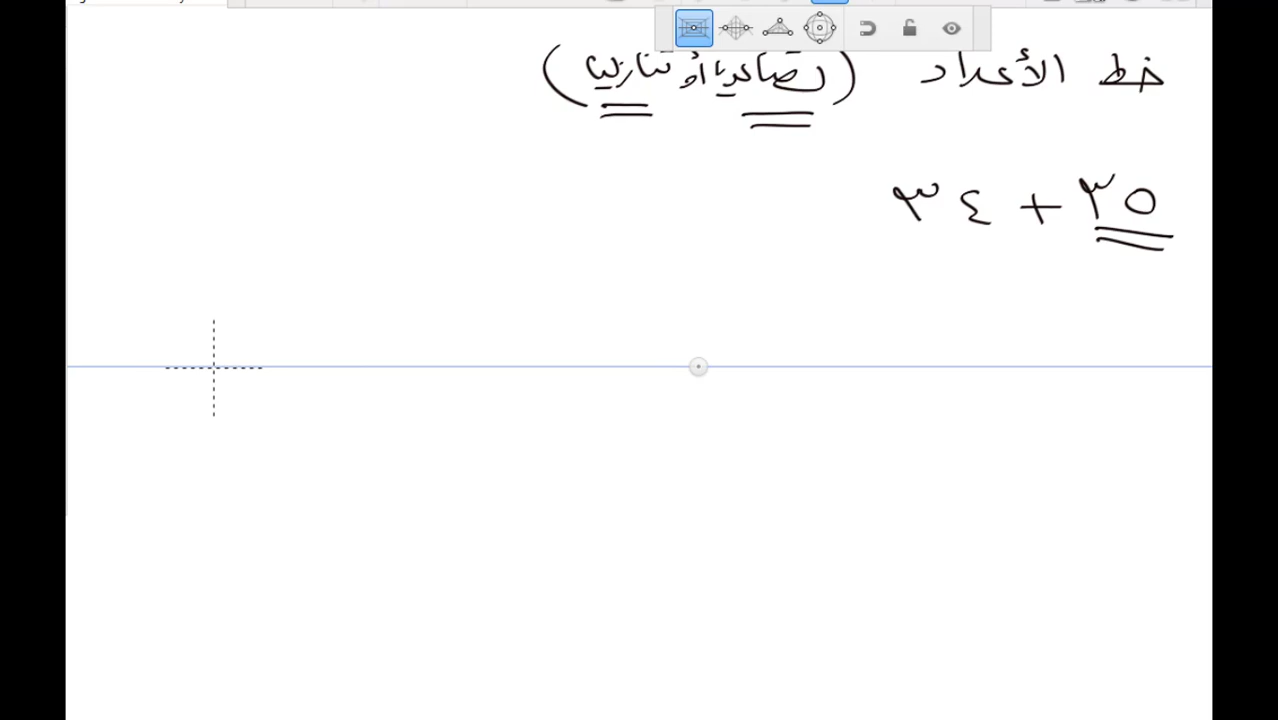 خط الأعداد (تصاعديا أو تنازليا)
٣٥ + ٣٤